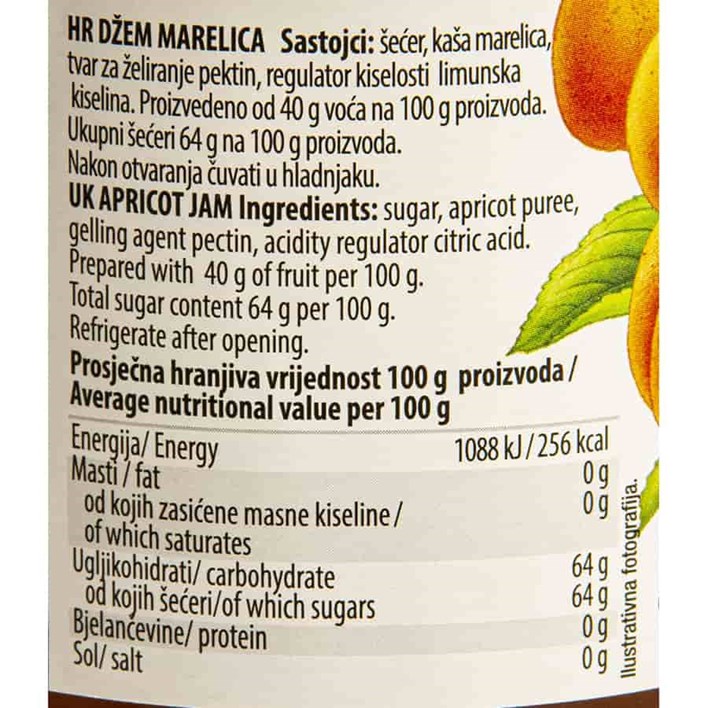 HR DŽEM MARELICA Sastojci: šećer, kaša marelica,
tvar za želiranje pektin, regulator kiselosti limunska
kiselina. Proizvedeno od 40 g voća na 100 g proizvoda.
Ukupni šećeri 64 g na 100 g proizvoda.
Nakon otvaranja čuvati u hladnjaku.
UK APRICOT JAM Ingredients: sugar, apricot puree,
gelling agent pectin, acidity regulator citric acid.
Prepared with 40 g of fruit per 100 g.
Total sugar content 64 g per 100 g.
Refrigerate after opening.
Prosječna hranjiva vrijednost 100 g proizvoda /
Average nutritional value per 100 g
Energija/ Energy 1088 kJ / 256 kcal
Masti / fat 0 g
od kojih zasićene masne kiseline / 0 g
of which saturates
Ugljikohidrati/ carbohydrate 64 g
od kojih šećeri/of which sugars 64 g
Bjelančevine/ protein 0 g
Sol/ salt 0 g
Ilustrativna fotografija.